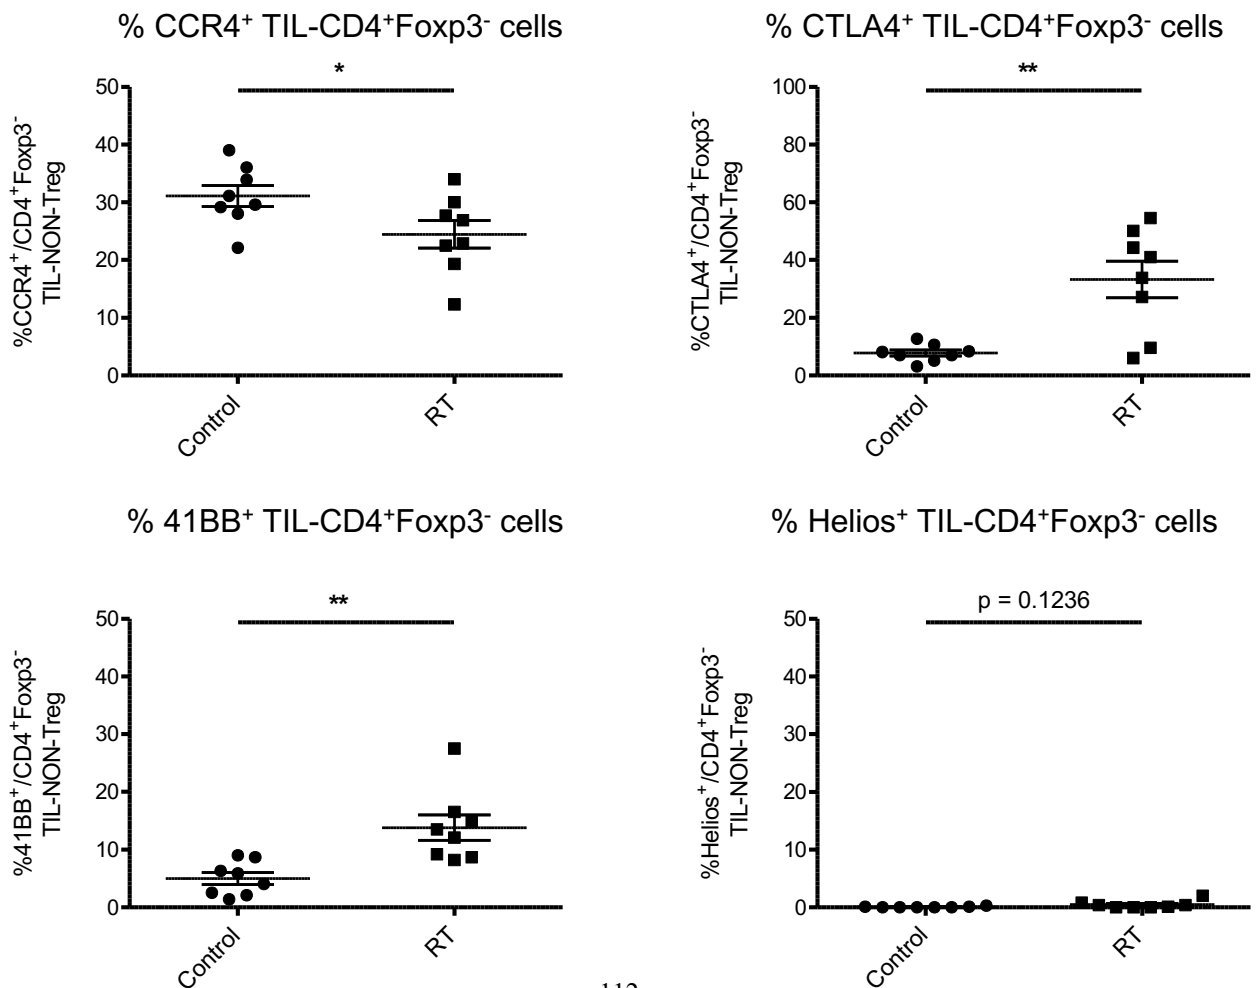 % CCR4⁺ TIL-CD4⁺Foxp3⁻ cells
*
%CCR4⁺/CD4⁺Foxp3⁻
TIL-NON-Treg
50
40
30
20
10
0
Control
RT
% CTLA4⁺ TIL-CD4⁺Foxp3⁻ cells
**
%CTLA4⁺/CD4⁺Foxp3⁻
TIL-NON-Treg
100
80
60
40
20
0
Control
RT
% 41BB⁺ TIL-CD4⁺Foxp3⁻ cells
**
%41BB⁺/CD4⁺Foxp3⁻
TIL-NON-Treg
50
40
30
20
10
0
Control
RT
% Helios⁺ TIL-CD4⁺Foxp3⁻ cells
p = 0.1236
%Helios⁺/CD4⁺Foxp3⁻
TIL-NON-Treg
50
40
30
20
10
0
Control
RT